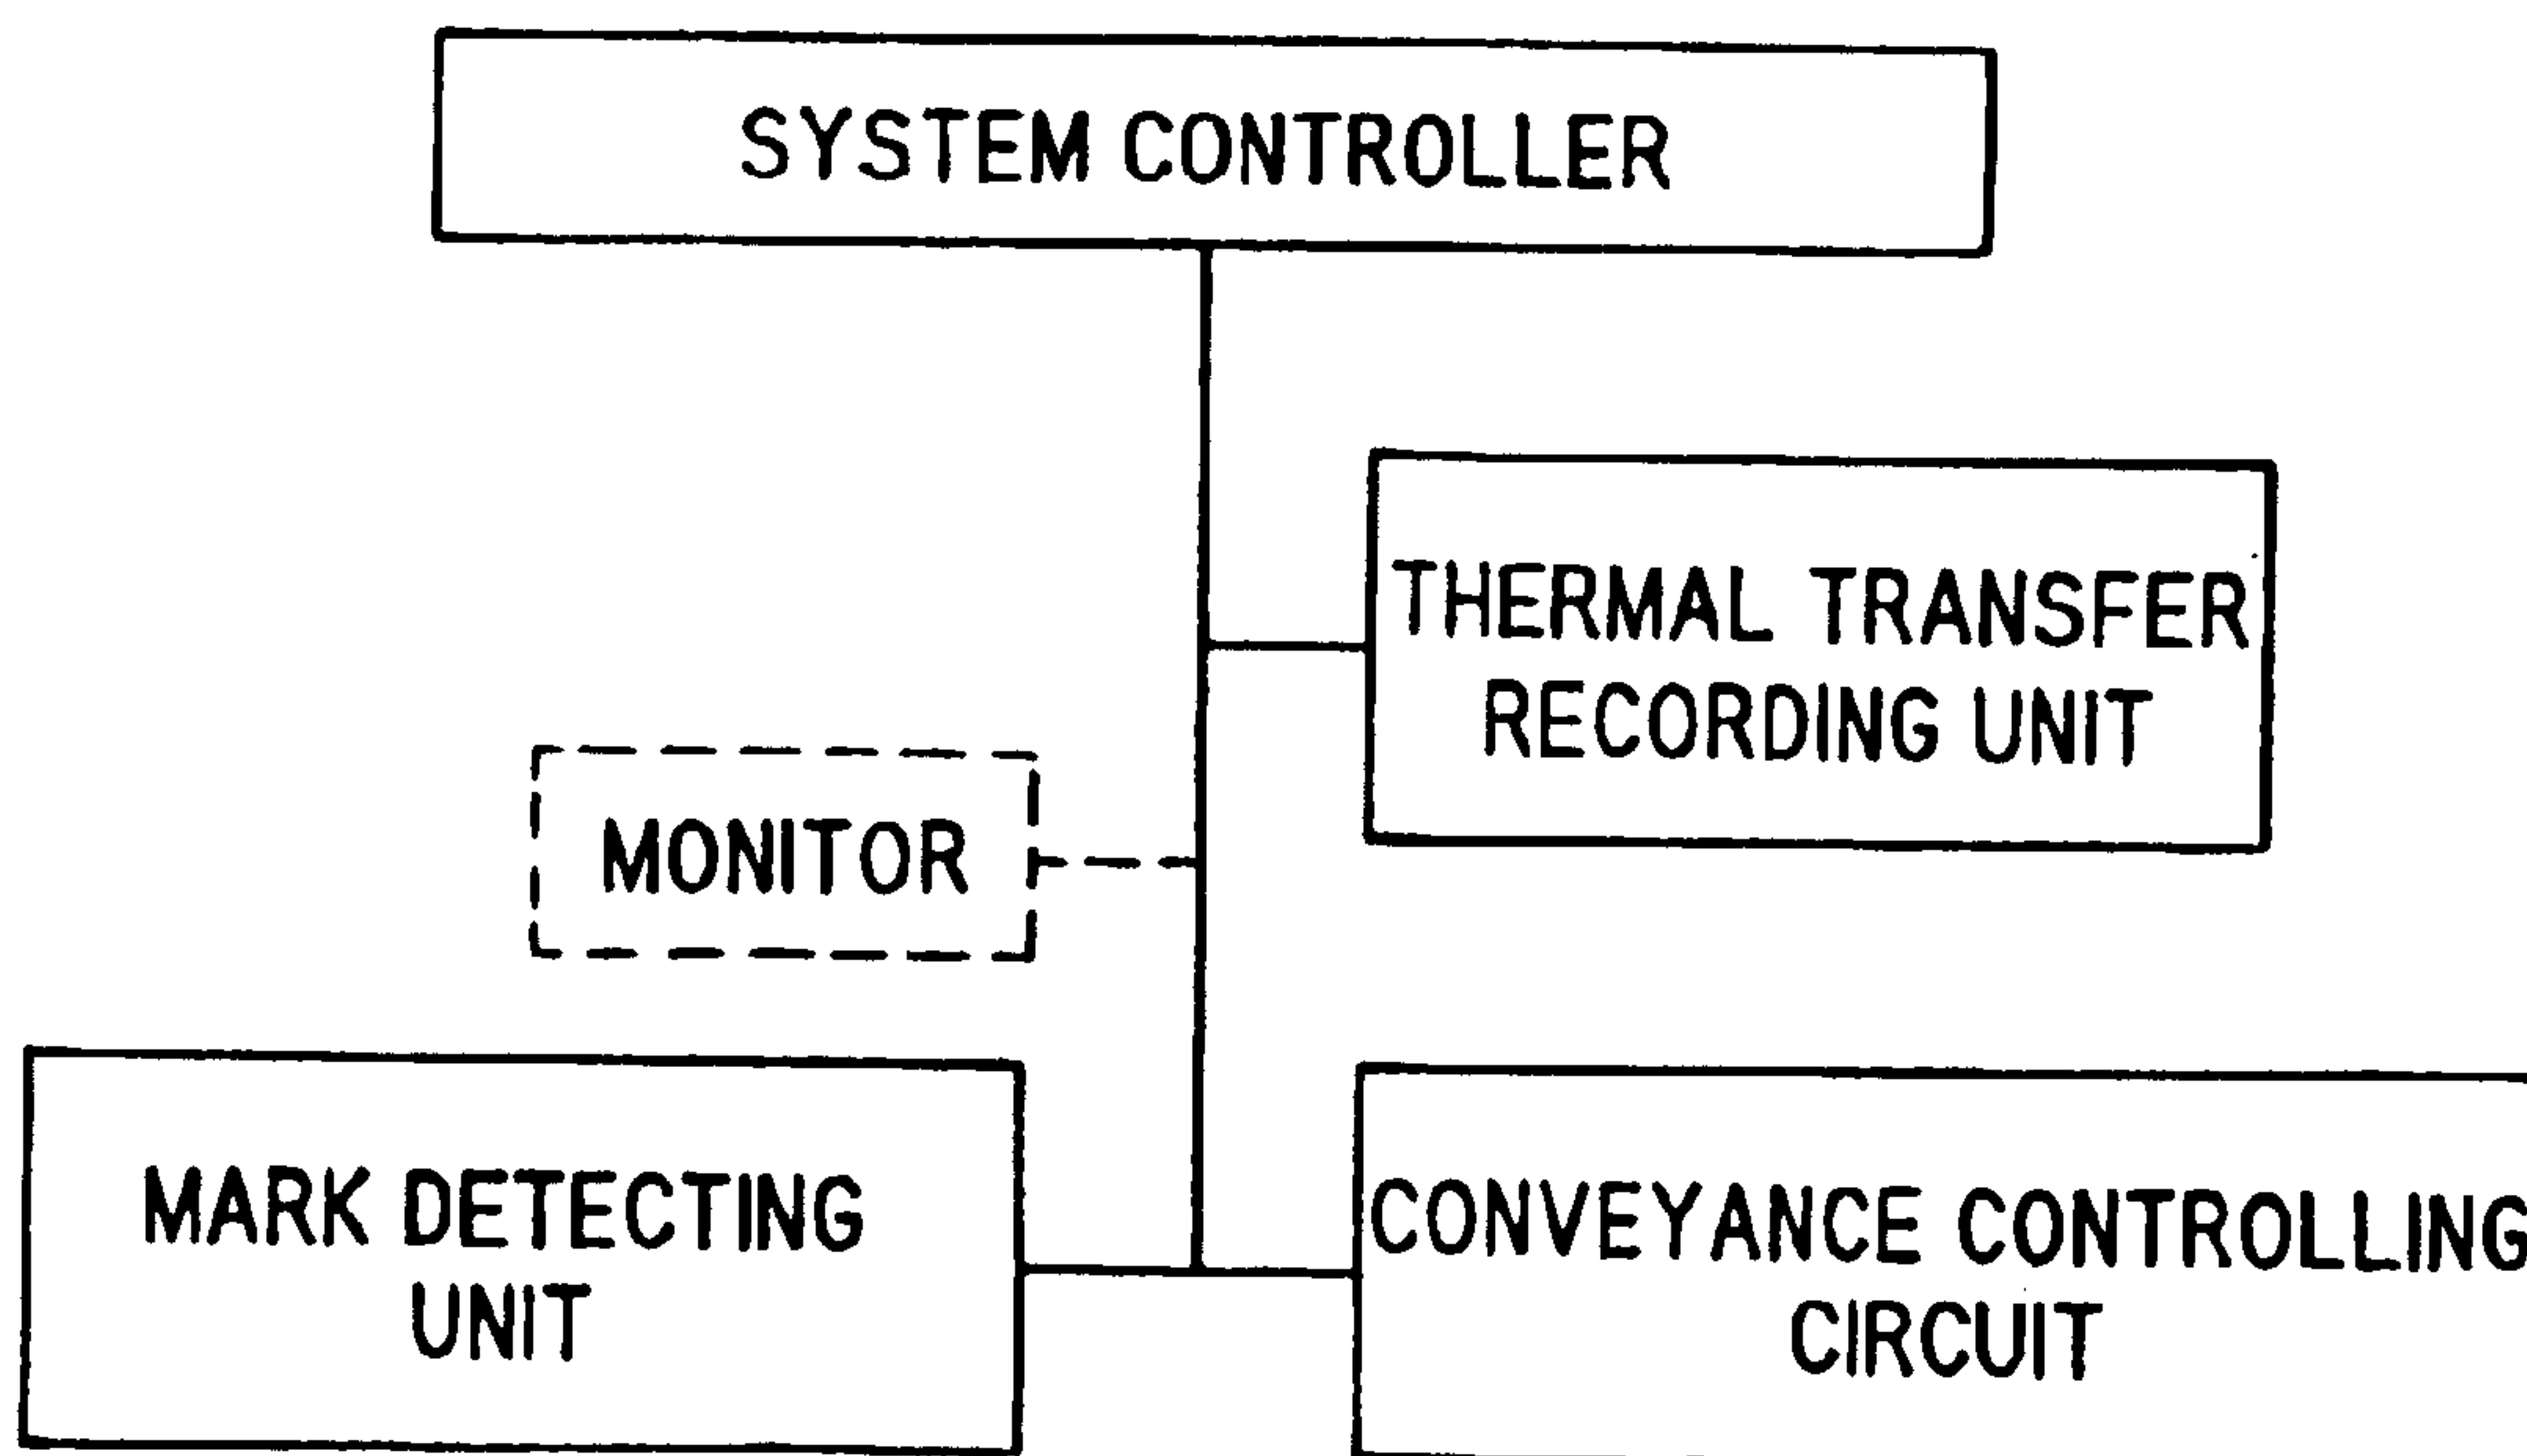 SYSTEM CONTROLLER
THERMAL TRANSFER
RECORDING UNIT
MONITOR
MARK DETECTING
UNIT
CONVEYANCE CONTROLLING
CIRCUIT